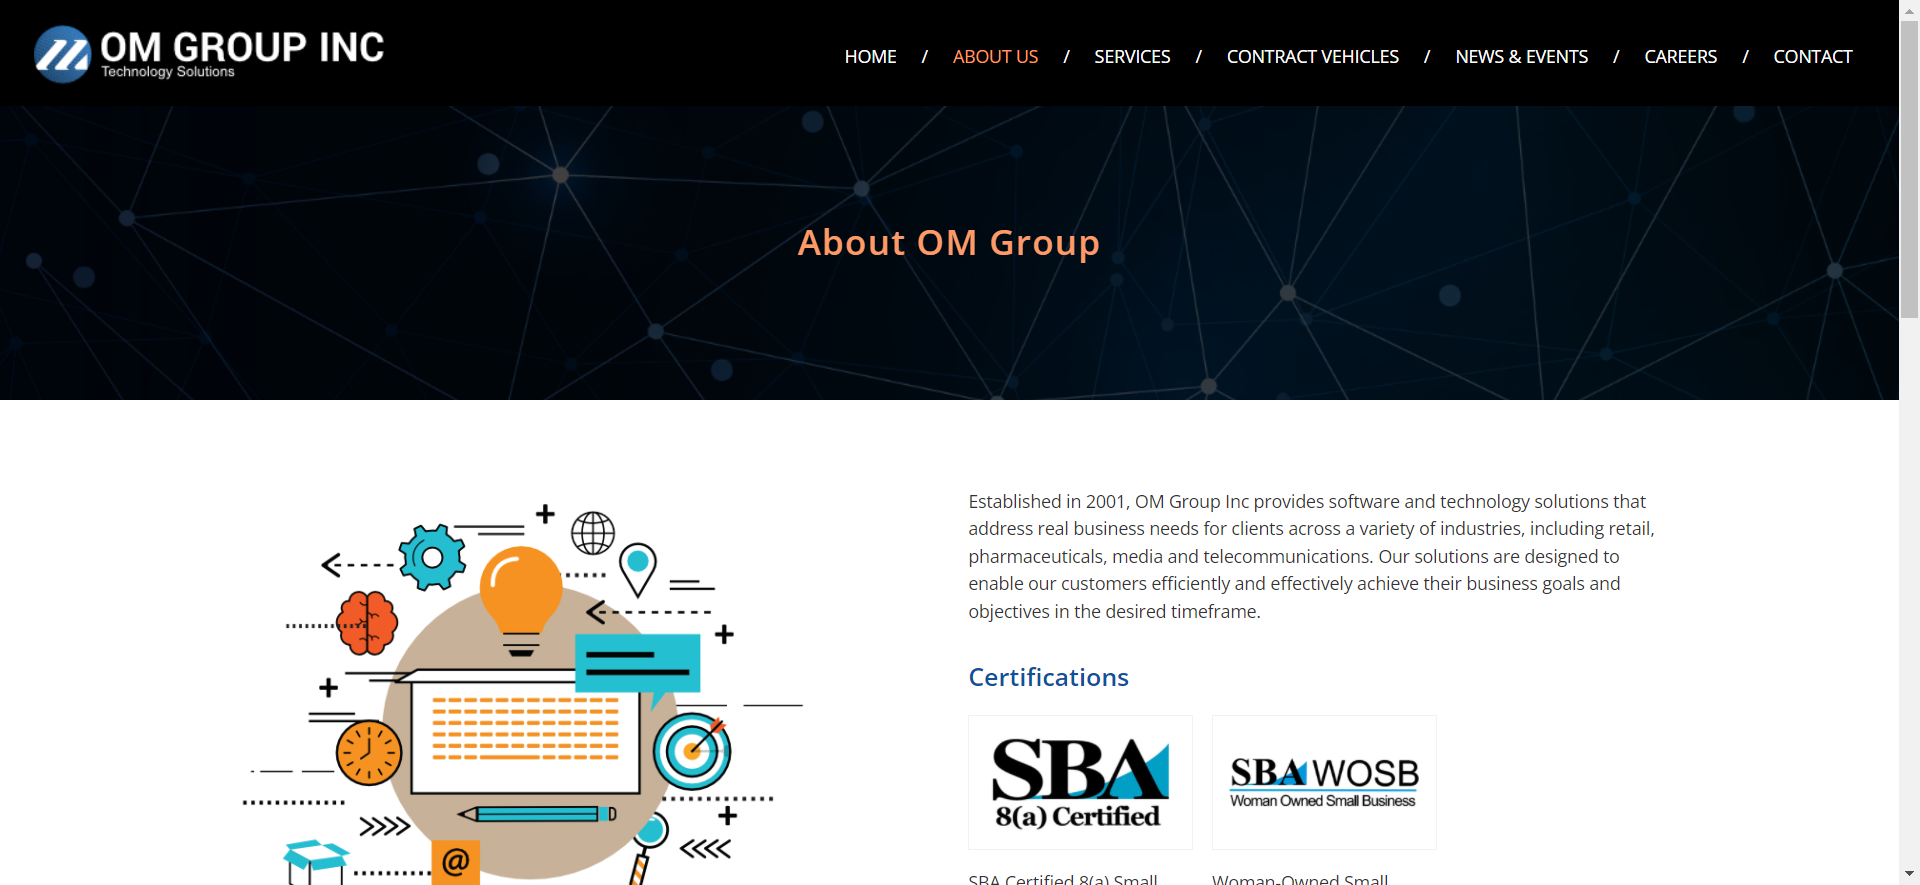 OM GROUP INC
Technology Solutions
HOME / ABOUT US / SERVICES / CONTRACT VEHICLES / NEWS & EVENTS / CAREERS / CONTACT
About OM Group
Established in 2001, OM Group Inc provides software and technology solutions that
address real business needs for clients across a variety of industries, including retail,
pharmaceuticals, media and telecommunications. Our solutions are designed to
enable our customers efficiently and effectively achieve their business goals and
objectives in the desired timeframe.
Certifications
SBA
8(a) Certified
SBA WOSB
Woman Owned Small Business
SBA Certified 8(a) Small
Woman-Owned Small
@